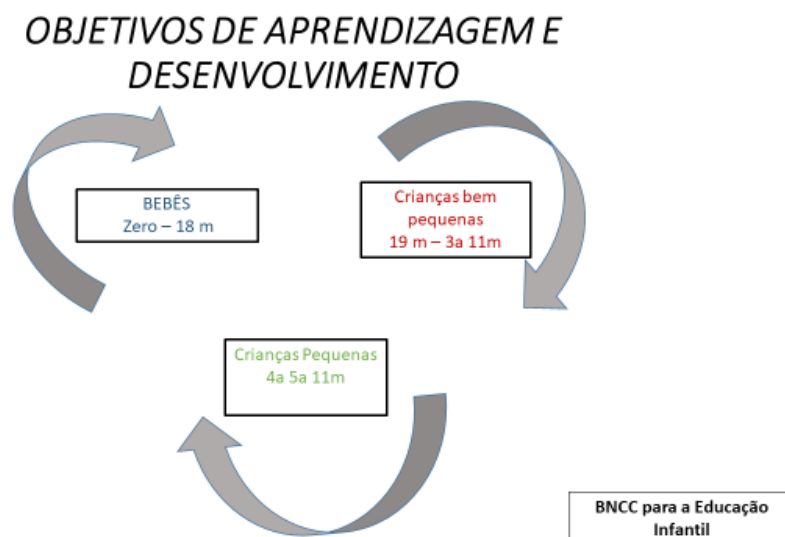 OBJETIVOS DE APRENDIZAGEM E
DESENVOLVIMENTO
BEBÊS
Zero – 18 m
Crianças bem
pequenas
19 m – 3a 11m
Crianças Pequenas
4a 5a 11m
BNCC para a Educação
Infantil